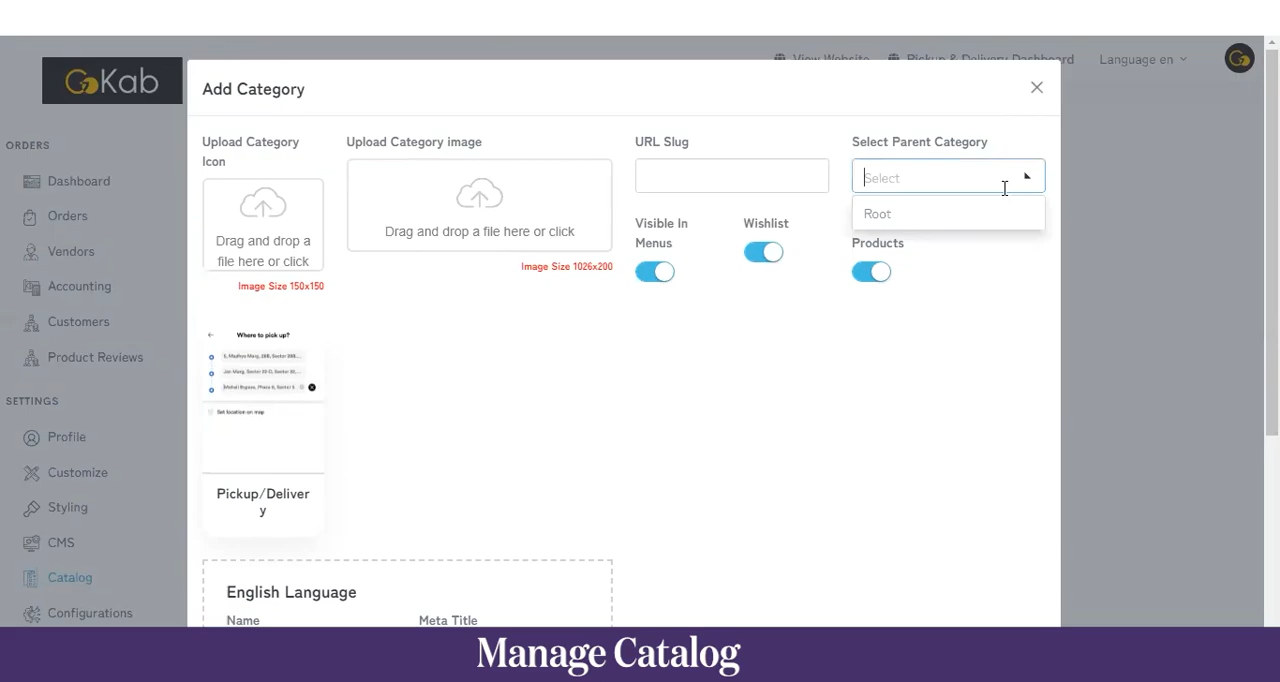 View Website
Pickup & Delivery Dashboard
Language en
GoKab
Add Category
ORDERS
Dashboard
Orders
Vendors
Accounting
Customers
Product Reviews
SETTINGS
Profile
Customize
Styling
CMS
Catalog
Configurations
Upload Category
Icon
Drag and drop a
file here or click
Image Size 150x150
Upload Category image
Drag and drop a file here or click
Image Size 1026x200
URL Slug
Select Parent Category
Select
Root
Visible In
Menus
Wishlist
Products
Where to pick up?
Set location on map
Pickup/Deliver
y
English Language
Name
Meta Title
Manage Catalog